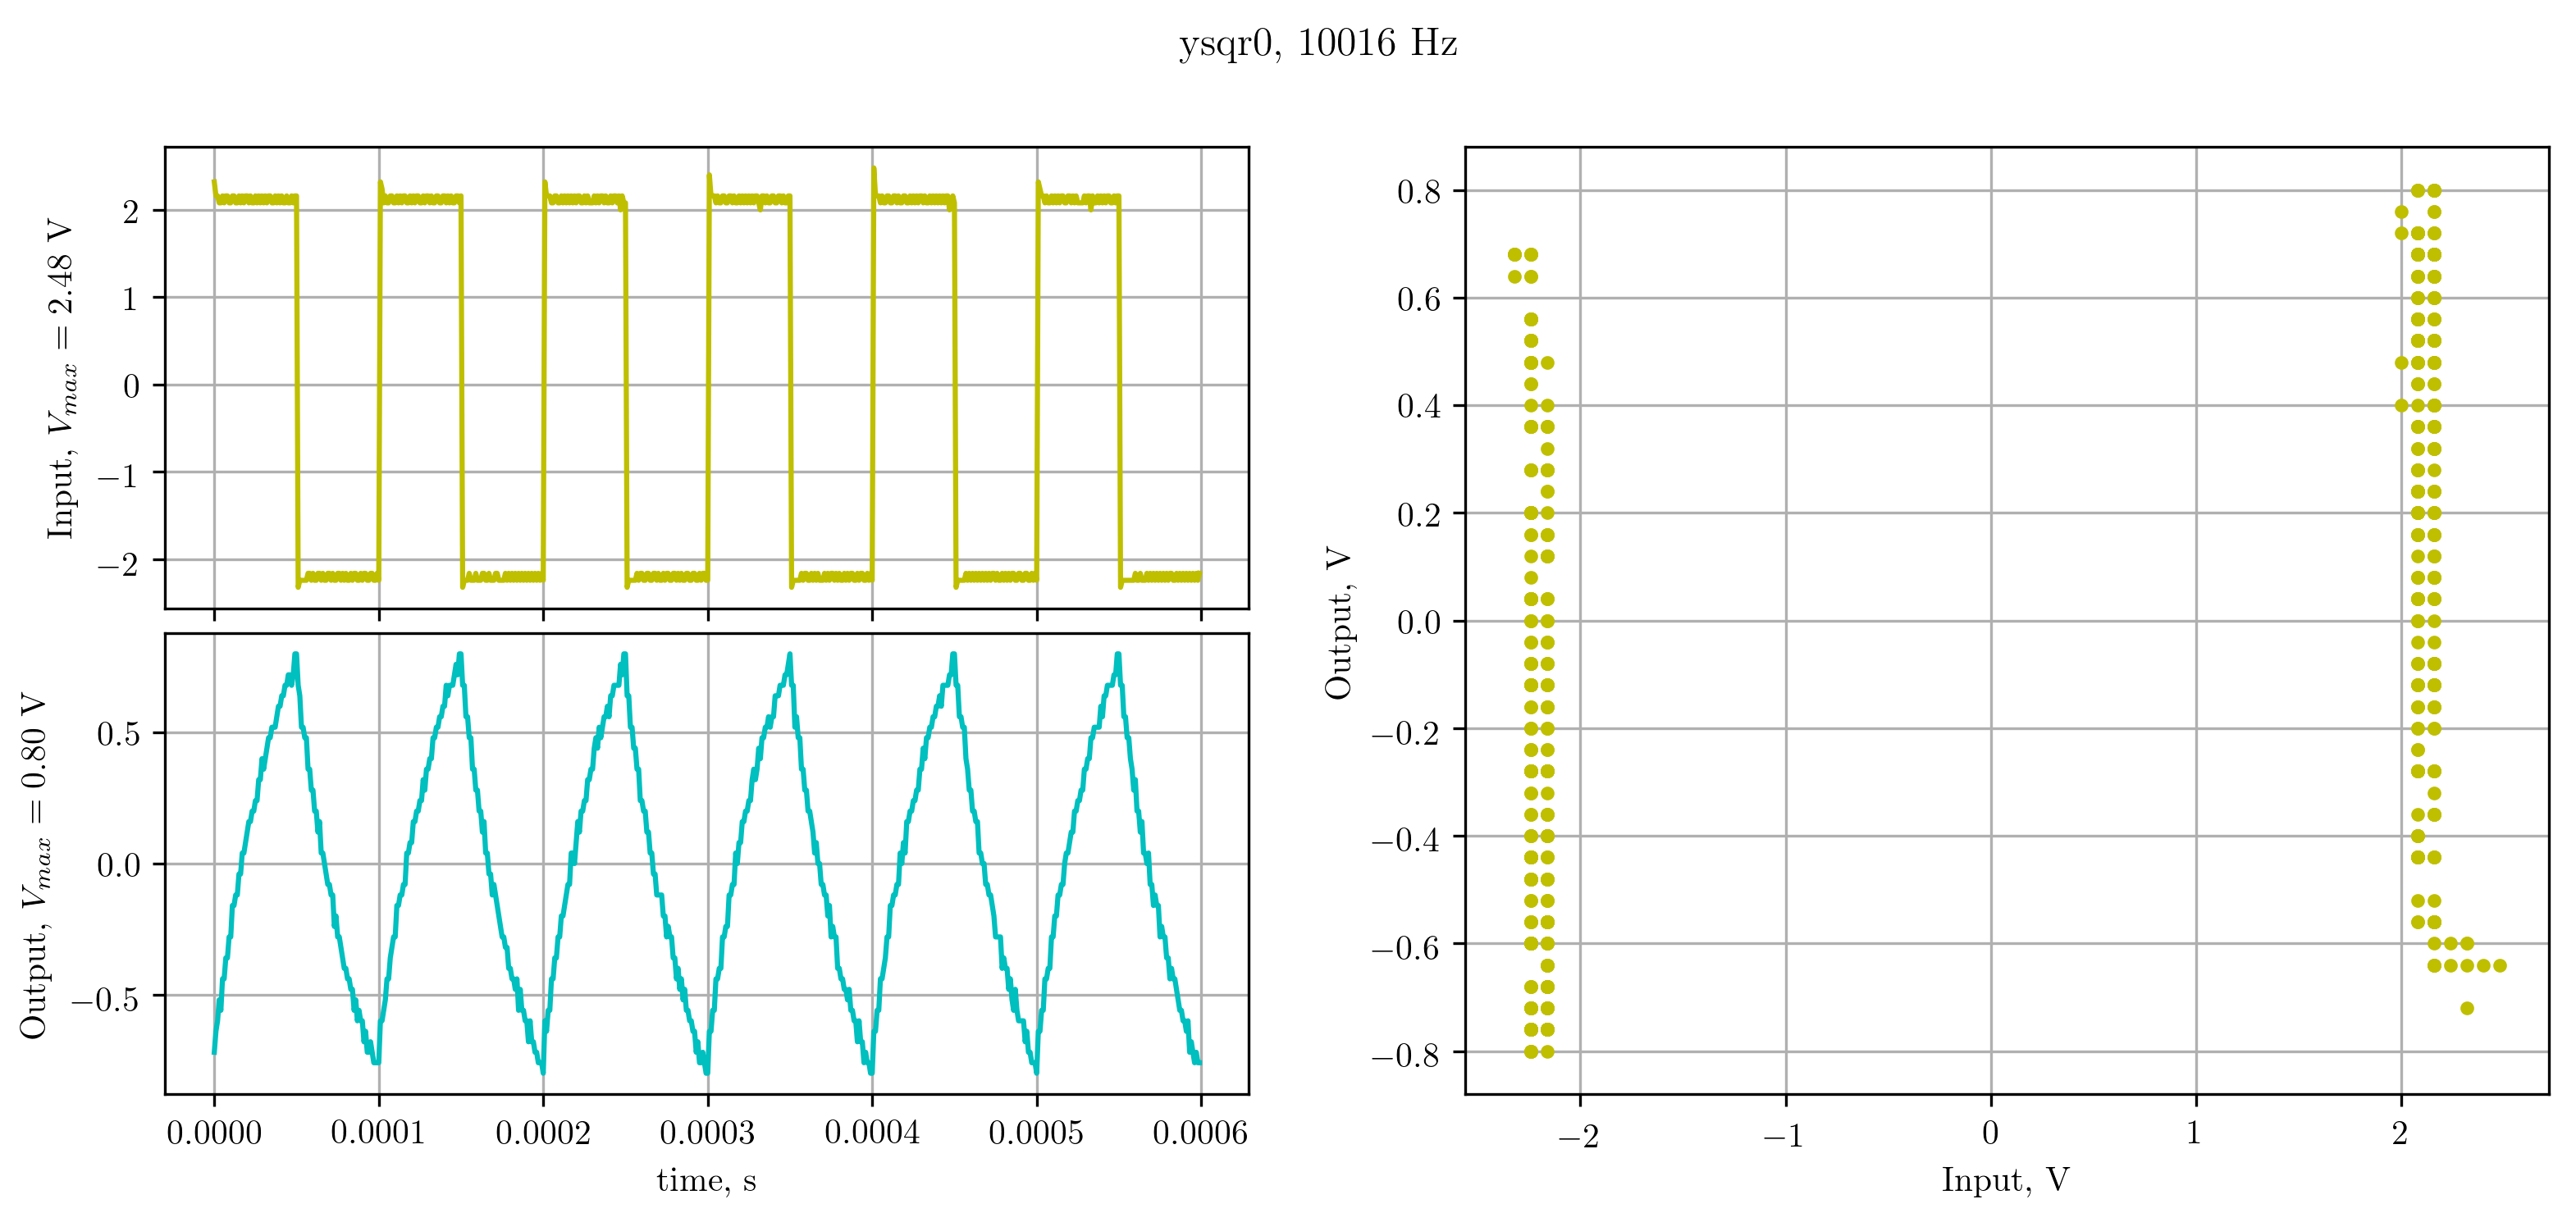 ysqr0, 10016 Hz
Input, Vmax = 2.48 V
2
1
0
−1
−2
Output, Vmax = 0.80 V
0.5
0.0
−0.5
0.0000 0.0001 0.0002 0.0003 0.0004 0.0005 0.0006
time, s
Output, V
0.8
0.6
0.4
0.2
0.0
−0.2
−0.4
−0.6
−0.8
−2 −1 0 1 2
Input, V